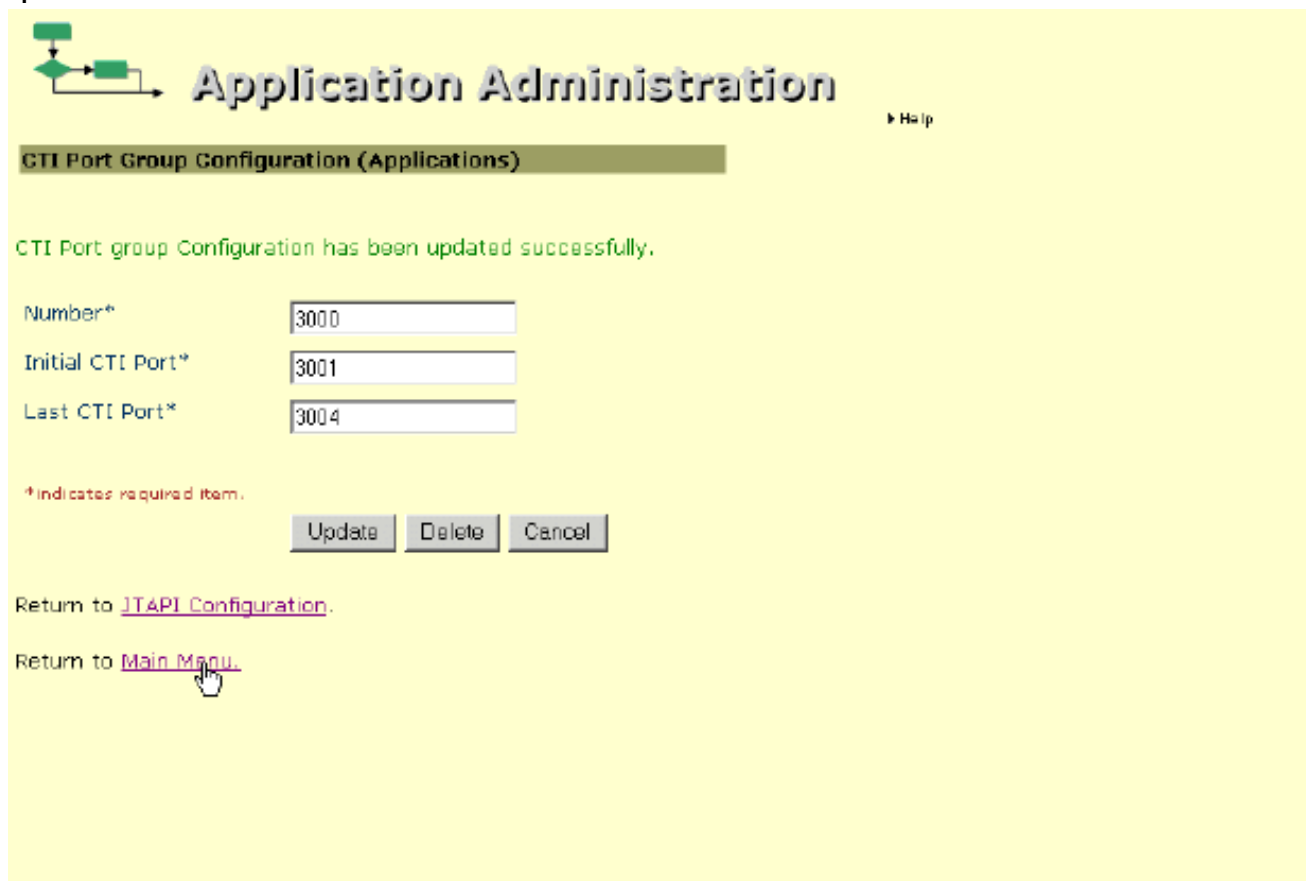 Application Administration
Help
CTI Port Group Configuration (Applications)
CTI Port group Configuration has been updated successfully.
Number* 3000
Initial CTI Port* 3001
Last CTI Port* 3004
*indicates required item.
Update Delete Cancel
Return to JTAPI Configuration.
Return to Main Menu.